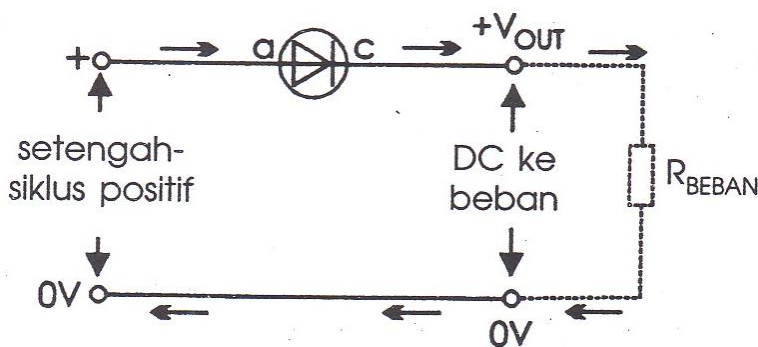 +VOUT
+
a
c
setengah-
siklus positif
DC ke
beban
RBEBAN
0V
0V